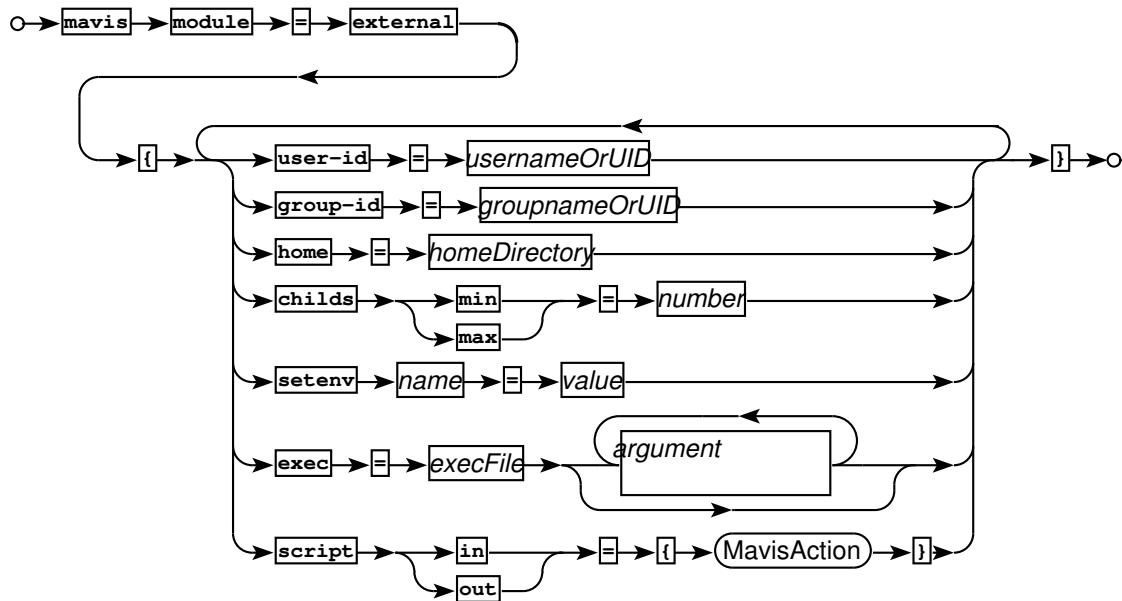 mavis module = external
{ user-id = usernameOrUID }
group-id = groupnameOrUID
home = homeDirectory
childs min = number
max
setenv name = value
argument
exec = execFile
script in = { MavisAction }
out